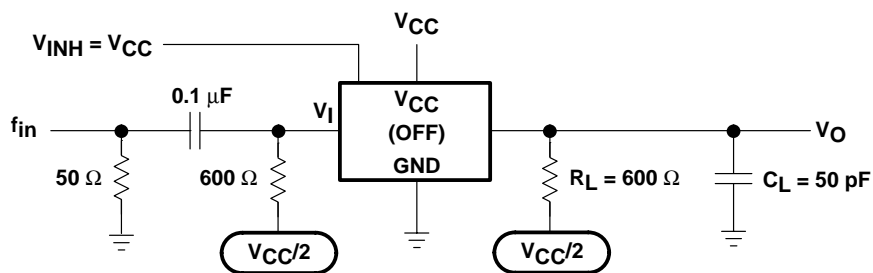 VCC
VINH = VCC
0.1 μF
VI
VCC
fin
(OFF)
VO
GND
50 Ω
600 Ω
RL = 600 Ω
CL = 50 pF
VCC/2
VCC/2